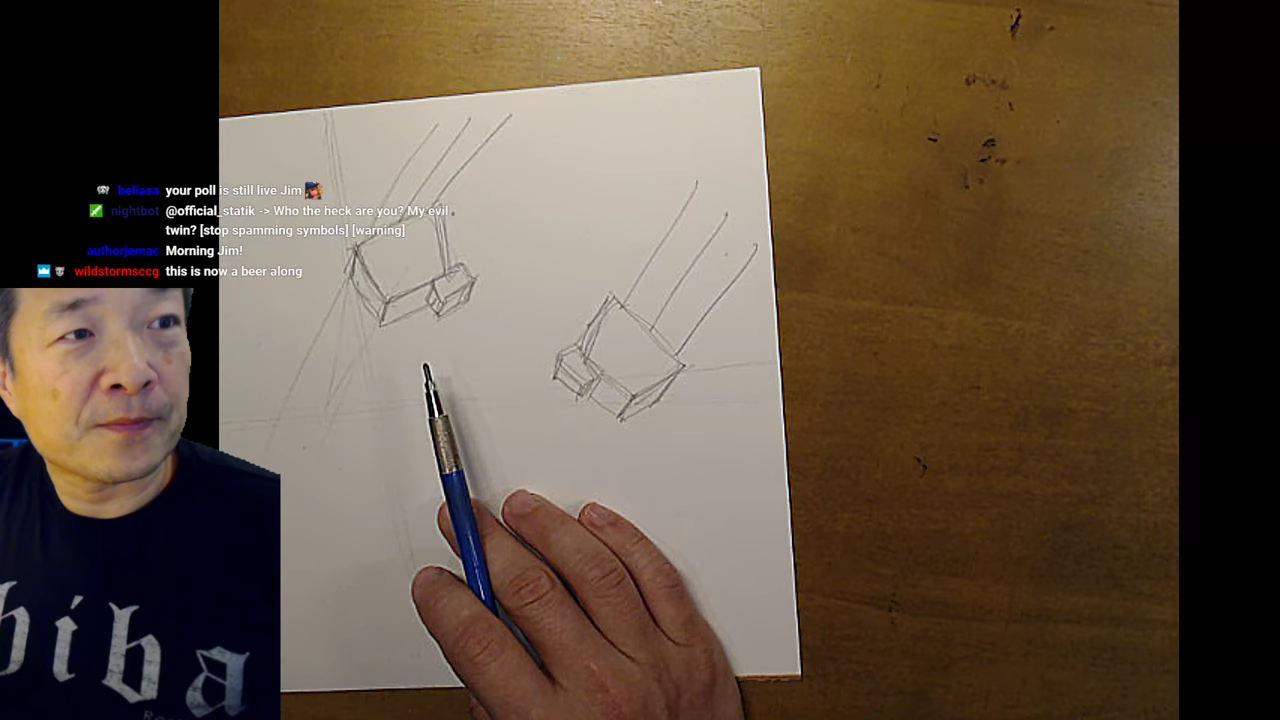 beliasa your poll is still live Jim
nightbot @official_statik -> Who the heck are you? My evil
twin? [stop spamming symbols] [warning]
authorjemac Morning Jim!
wildstormsccg this is now a beer along
biba